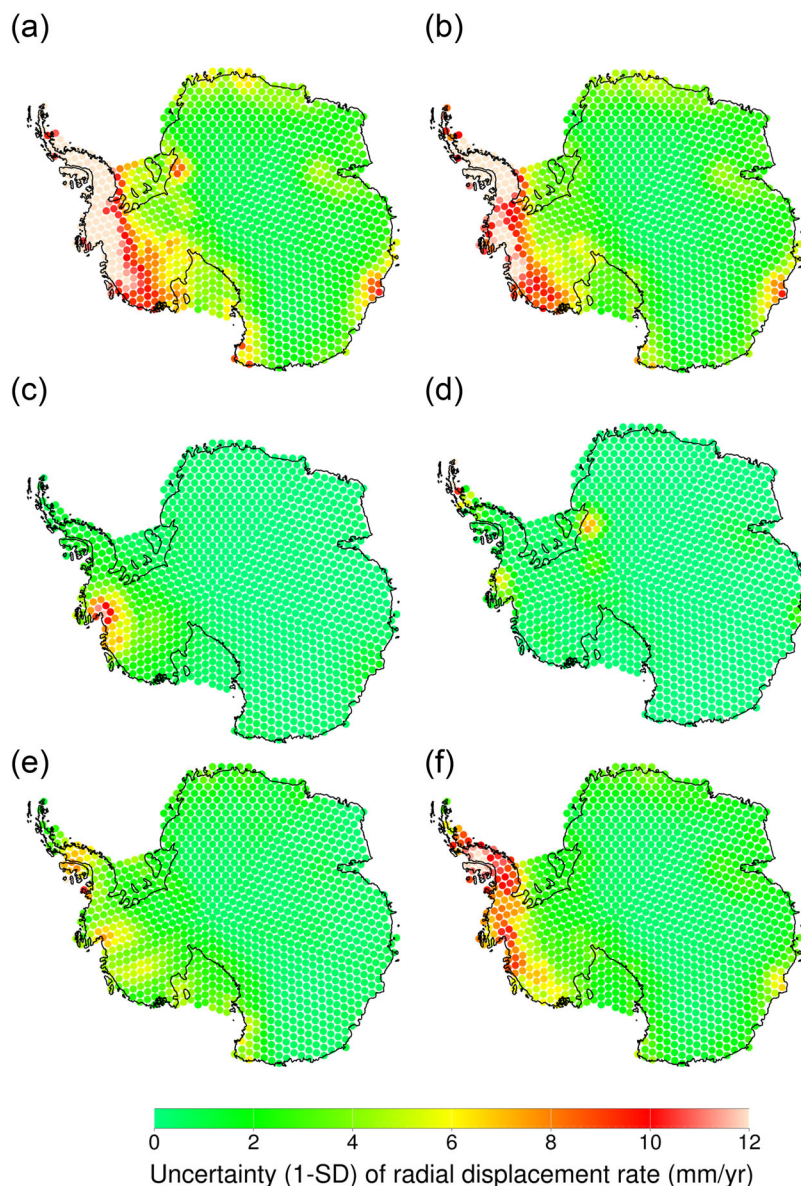 (a) (b)
(c) (d)
(e) (f)
0 2 4 6 8 10 12
Uncertainty (1-SD) of radial displacement rate (mm/yr)